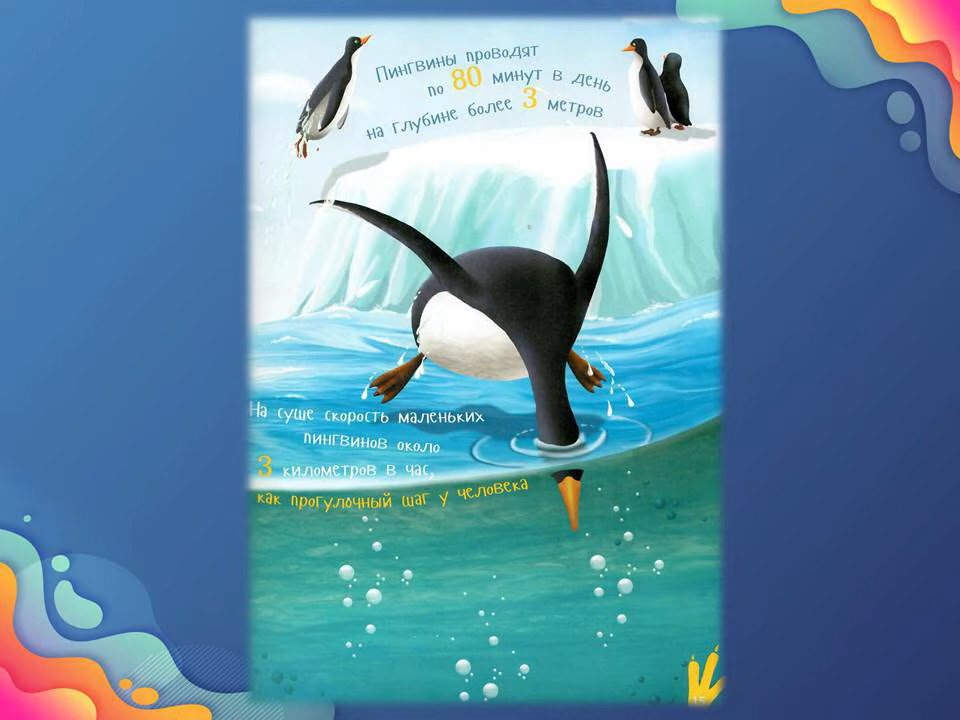 Пингвины проводят
по 80 минут в день
на глубине более 3 метров
На суше скорость маленьких
пингвинов около
3 километров в час,
как прогулочный шаг у человека
15